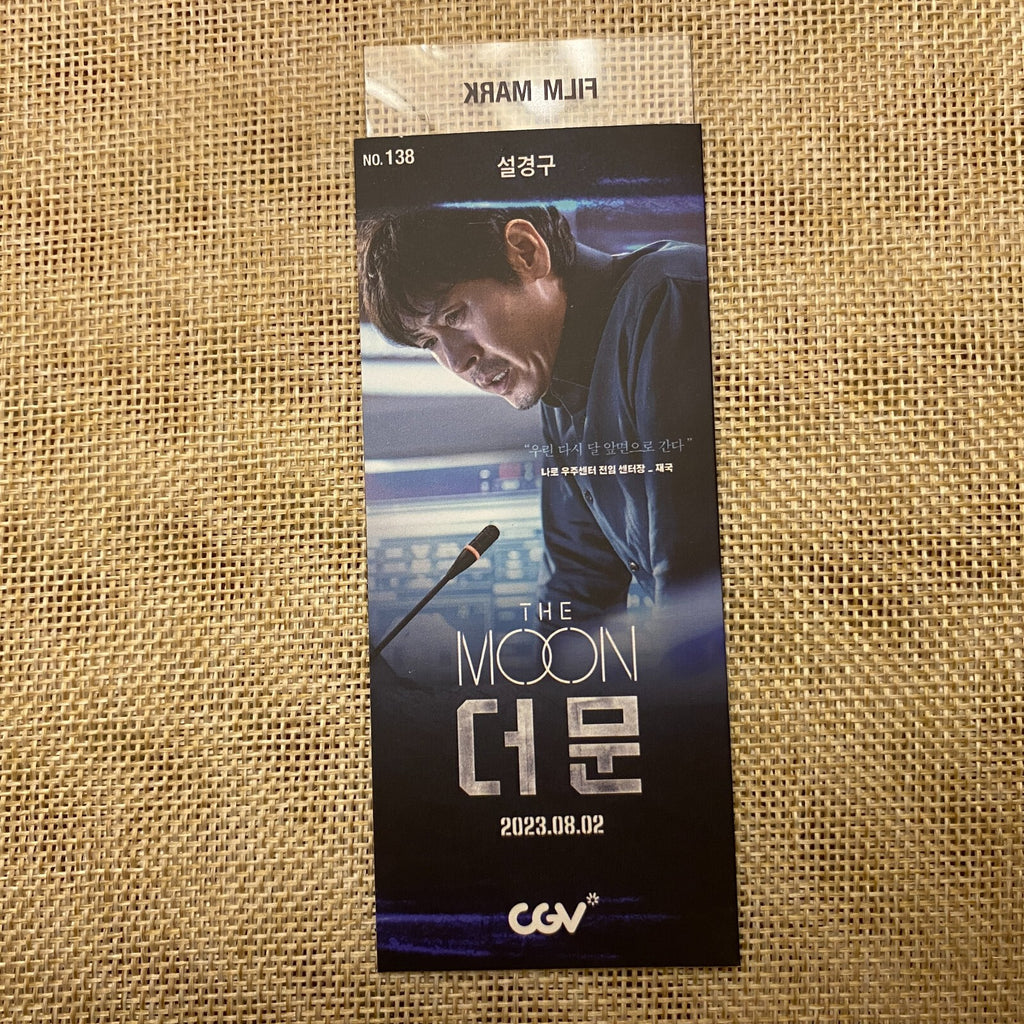 FILM MARK
NO. 138
설경구
“우린 다시 달 앞면으로 간다”
나로 우주센터 전임 센터장 _ 재국
THE
MOON
더 문
2023.08.02
CGV